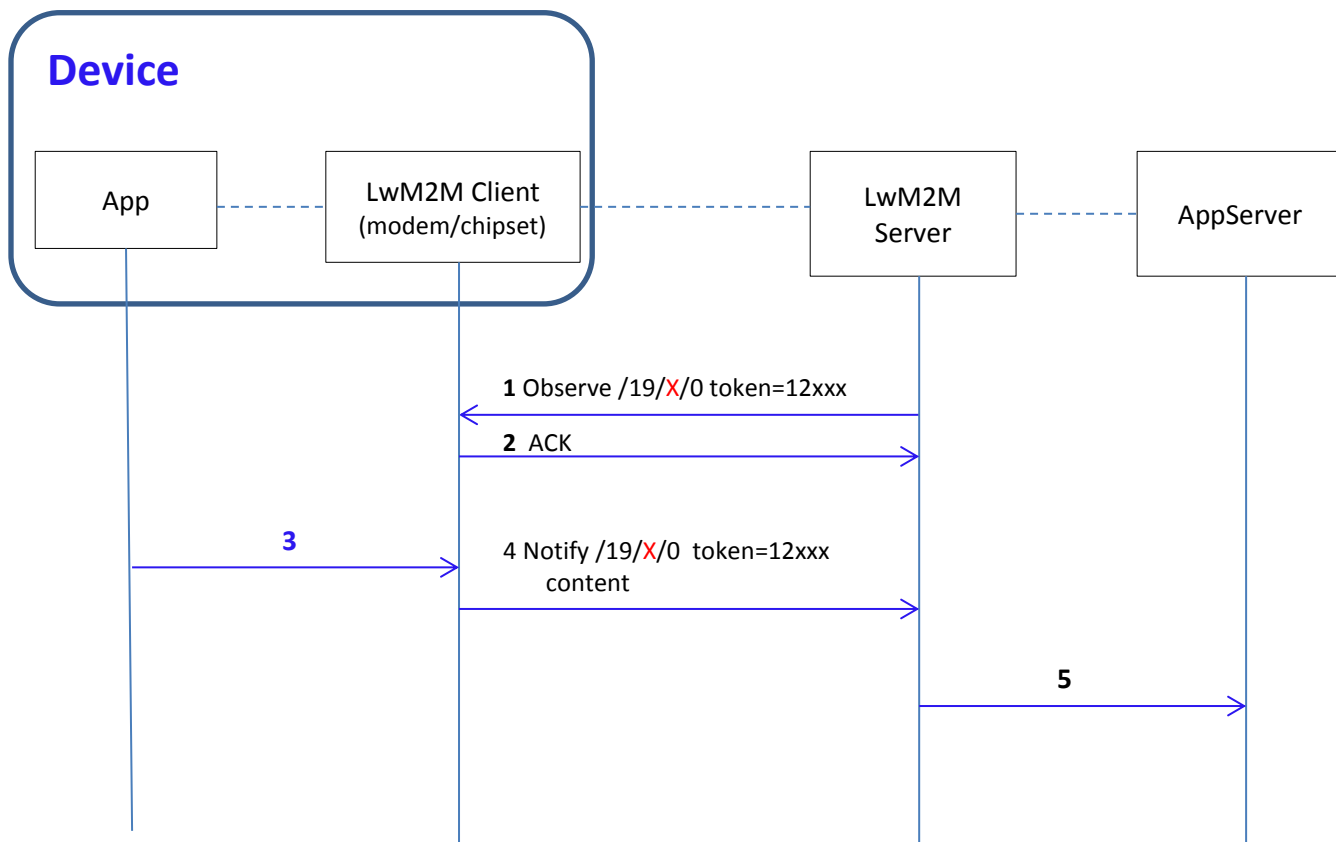 Device
App
LwM2M Client
(modem/chipset)
LwM2M
Server
AppServer
1 Observe /19/X/0 token=12xxx
2 ACK
3
4 Notify /19/X/0 token=12xxx
content
5